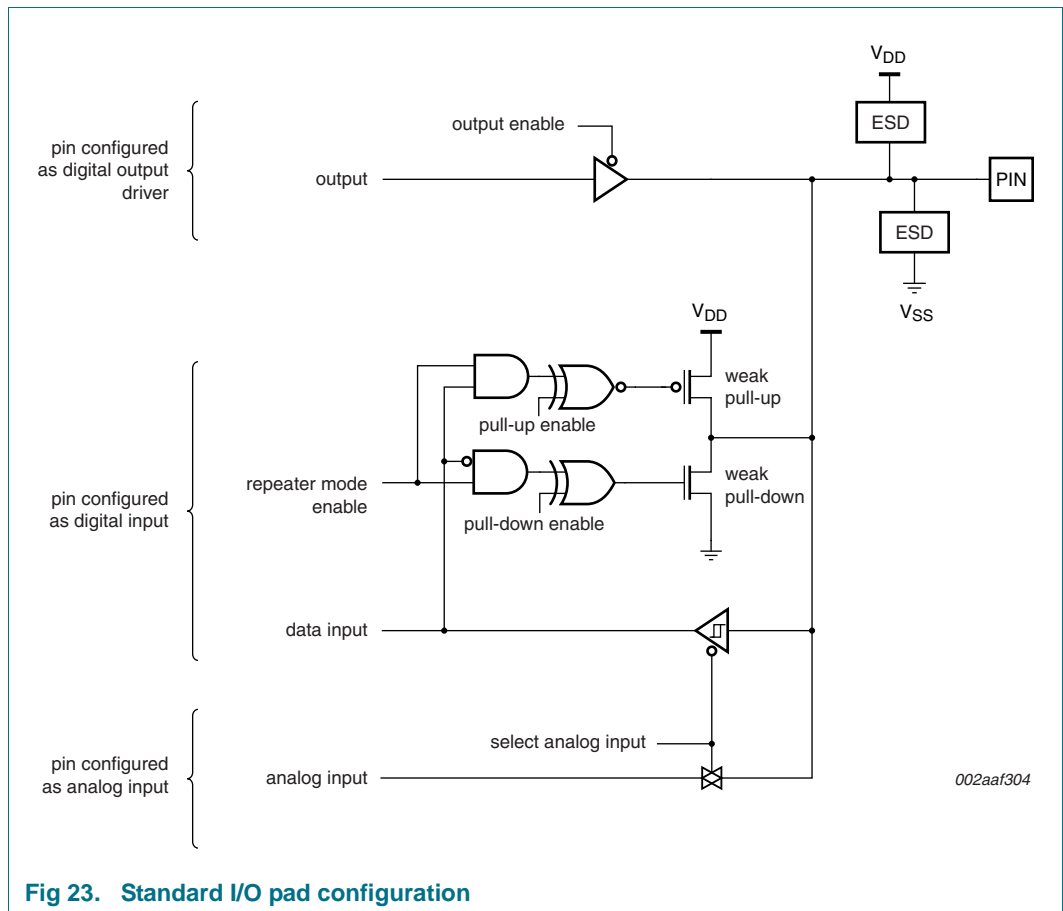 VDD
ESD
output enable
pin configured
as digital output
driver
output
PIN
ESD
VSS
VDD
weak
pull-up
pull-up enable
repeater mode
enable
weak
pull-down
pull-down enable
pin configured
as digital input
data input
select analog input
pin configured
as analog input
analog input
002aaf304
Fig 23. Standard I/O pad configuration